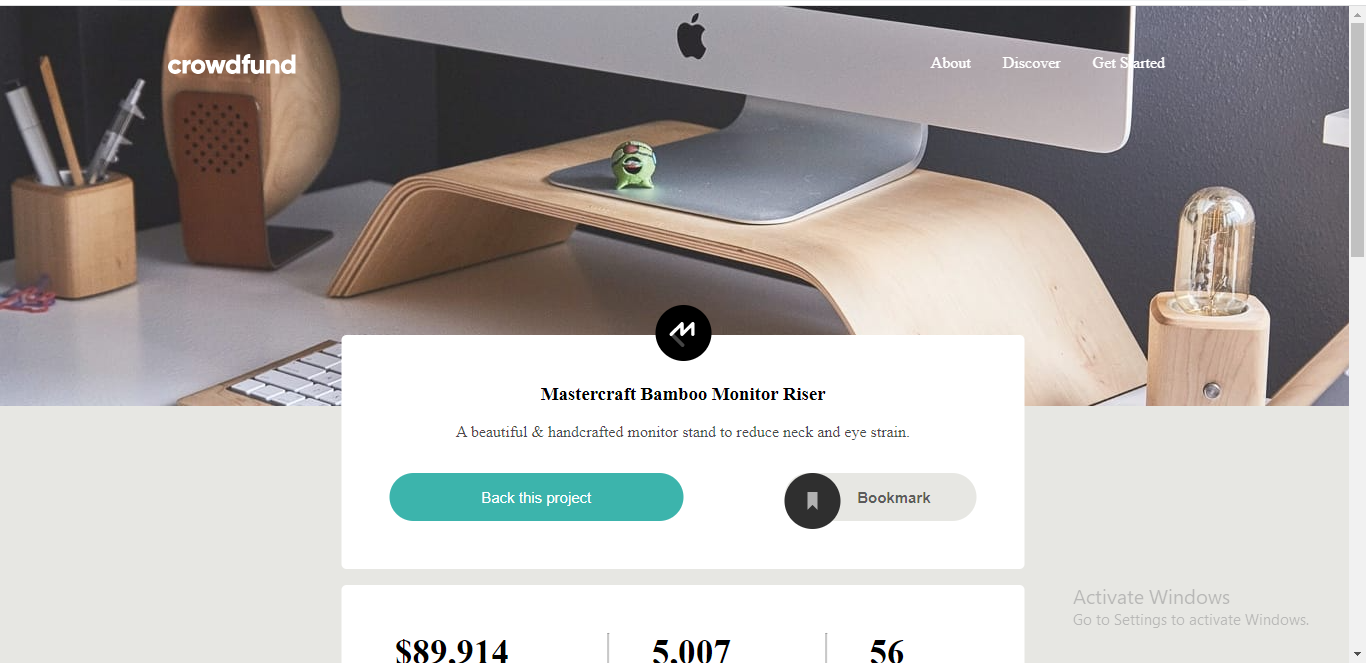 crowdfund
About Discover Get Started
Mastercraft Bamboo Monitor Riser
A beautiful & handcrafted monitor stand to reduce neck and eye strain.
Back this project Bookmark
Activate Windows
Go to Settings to activate Windows.
$89,914 5,007 56